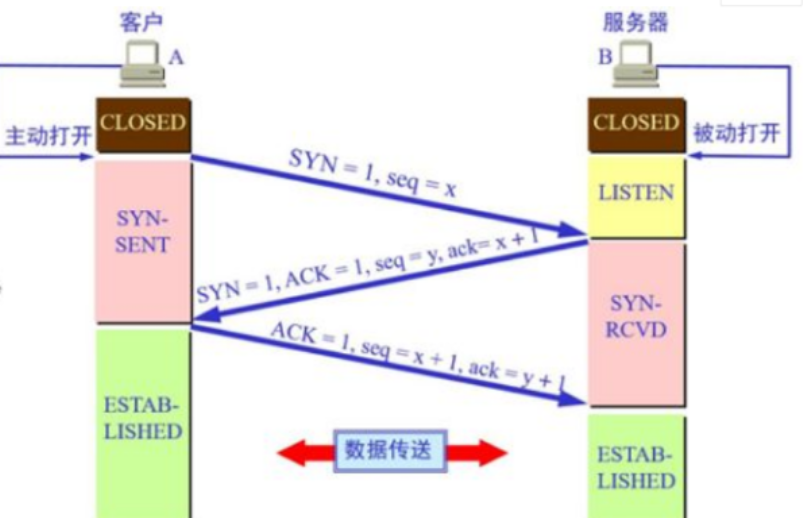 客户
服务器
A
B
CLOSED
CLOSED
主动打开
被动打开
SYN = 1, seq = x
LISTEN
SYN-
SENT
SYN = 1, ACK = 1, seq = y, ack= x + 1
SYN-
RCVD
ACK = 1, seq = x + 1, ack = y + 1
ESTAB-
LISHED
数据传送
ESTAB-
LISHED